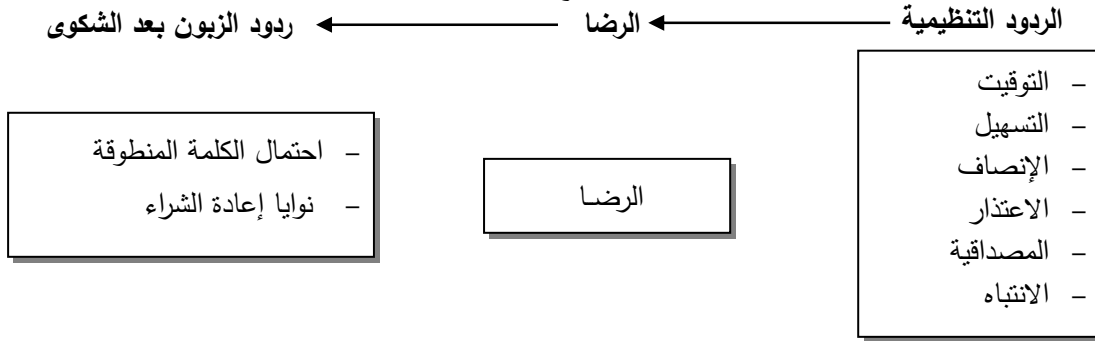 الردود التنظيمية
الرضا
ردود الزبون بعد الشكوى
– التوقيت
– التسهيل
– الإنصاف
– الاعتذار
– المصداقية
– الانتباه
الرضا
– احتمال الكلمة المنطوقة
– نوايا إعادة الشراء